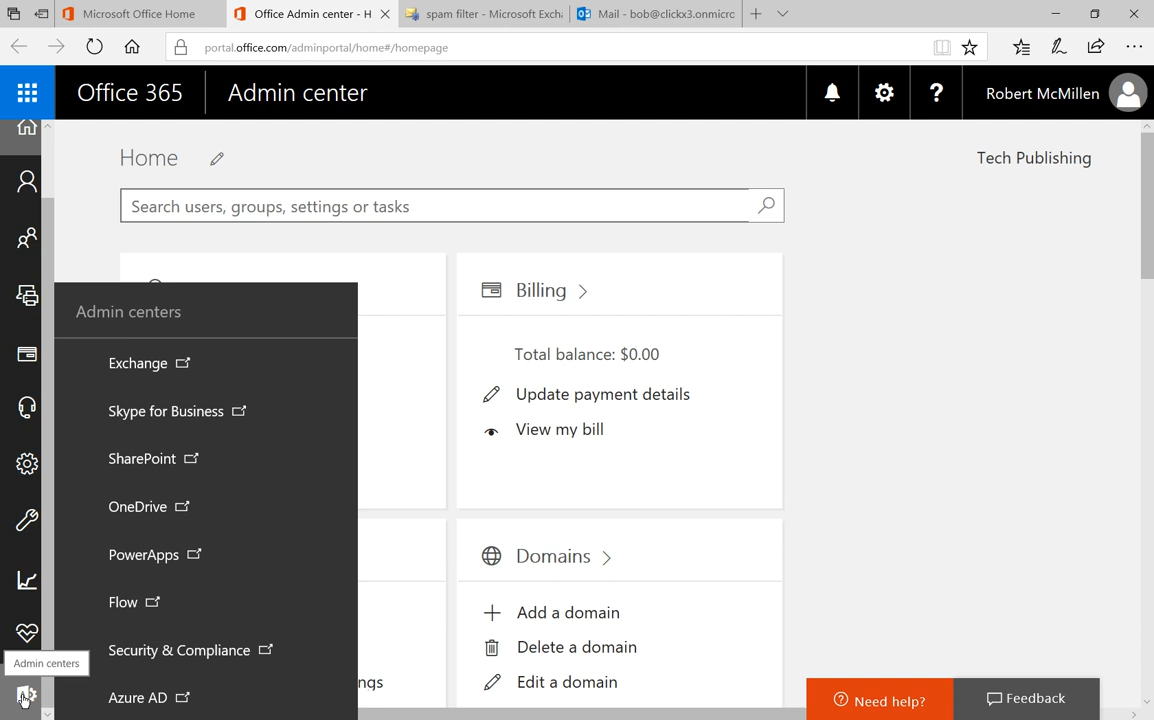 Microsoft Office Home
Office Admin center - H
spam filter - Microsoft Excha
Mail - bob@clickx3.onmicrc
portal.office.com/adminportal/home#/homepage
Office 365
Admin center
Robert McMillen
Home
Tech Publishing
Search users, groups, settings or tasks
Billing
Total balance: $0.00
Update payment details
View my bill
Admin centers
Exchange
Skype for Business
SharePoint
OneDrive
PowerApps
Flow
Security & Compliance
Azure AD
Admin centers
ngs
Domains
Add a domain
Delete a domain
Edit a domain
Need help?
Feedback